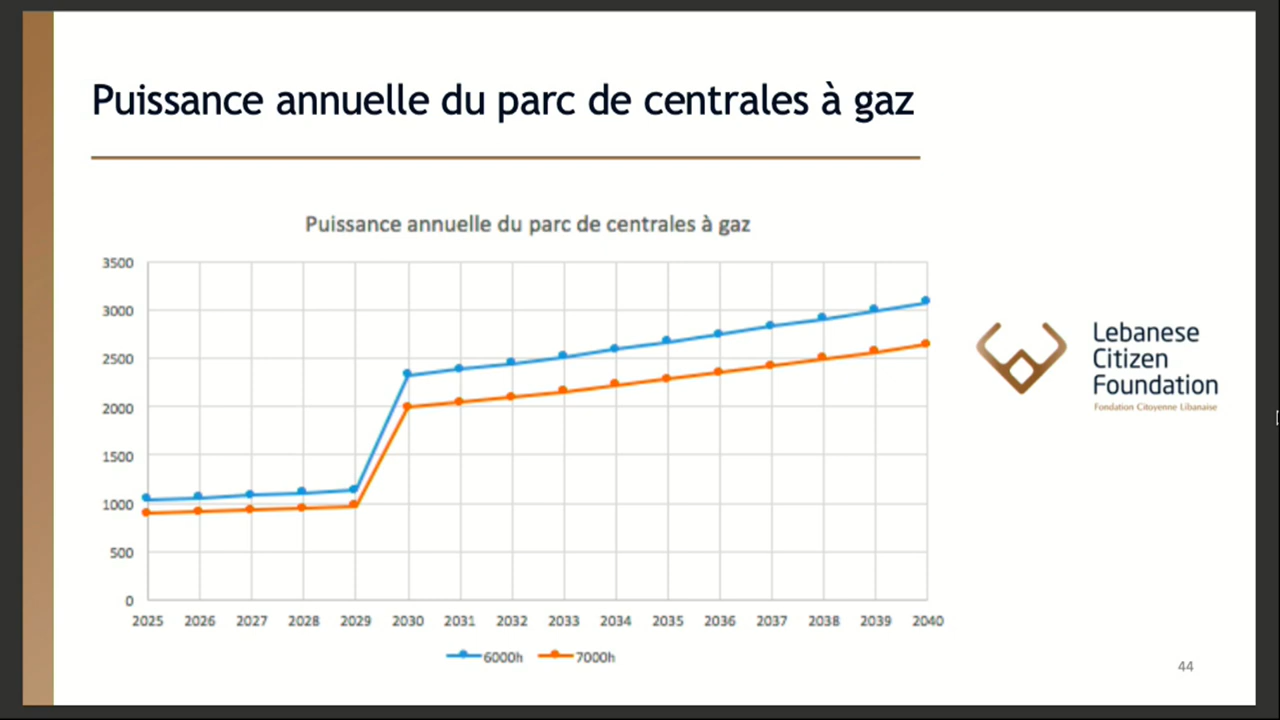 Puissance annuelle du parc de centrales à gaz
Puissance annuelle du parc de centrales à gaz
3500
3000
2500
2000
1500
1000
500
0
2025 2026 2027 2028 2029 2030 2031 2032 2033 2034 2035 2036 2037 2038 2039 2040
6000h 7000h
Lebanese
Citizen
Foundation
Fondation Citoyenne Libanaise
44